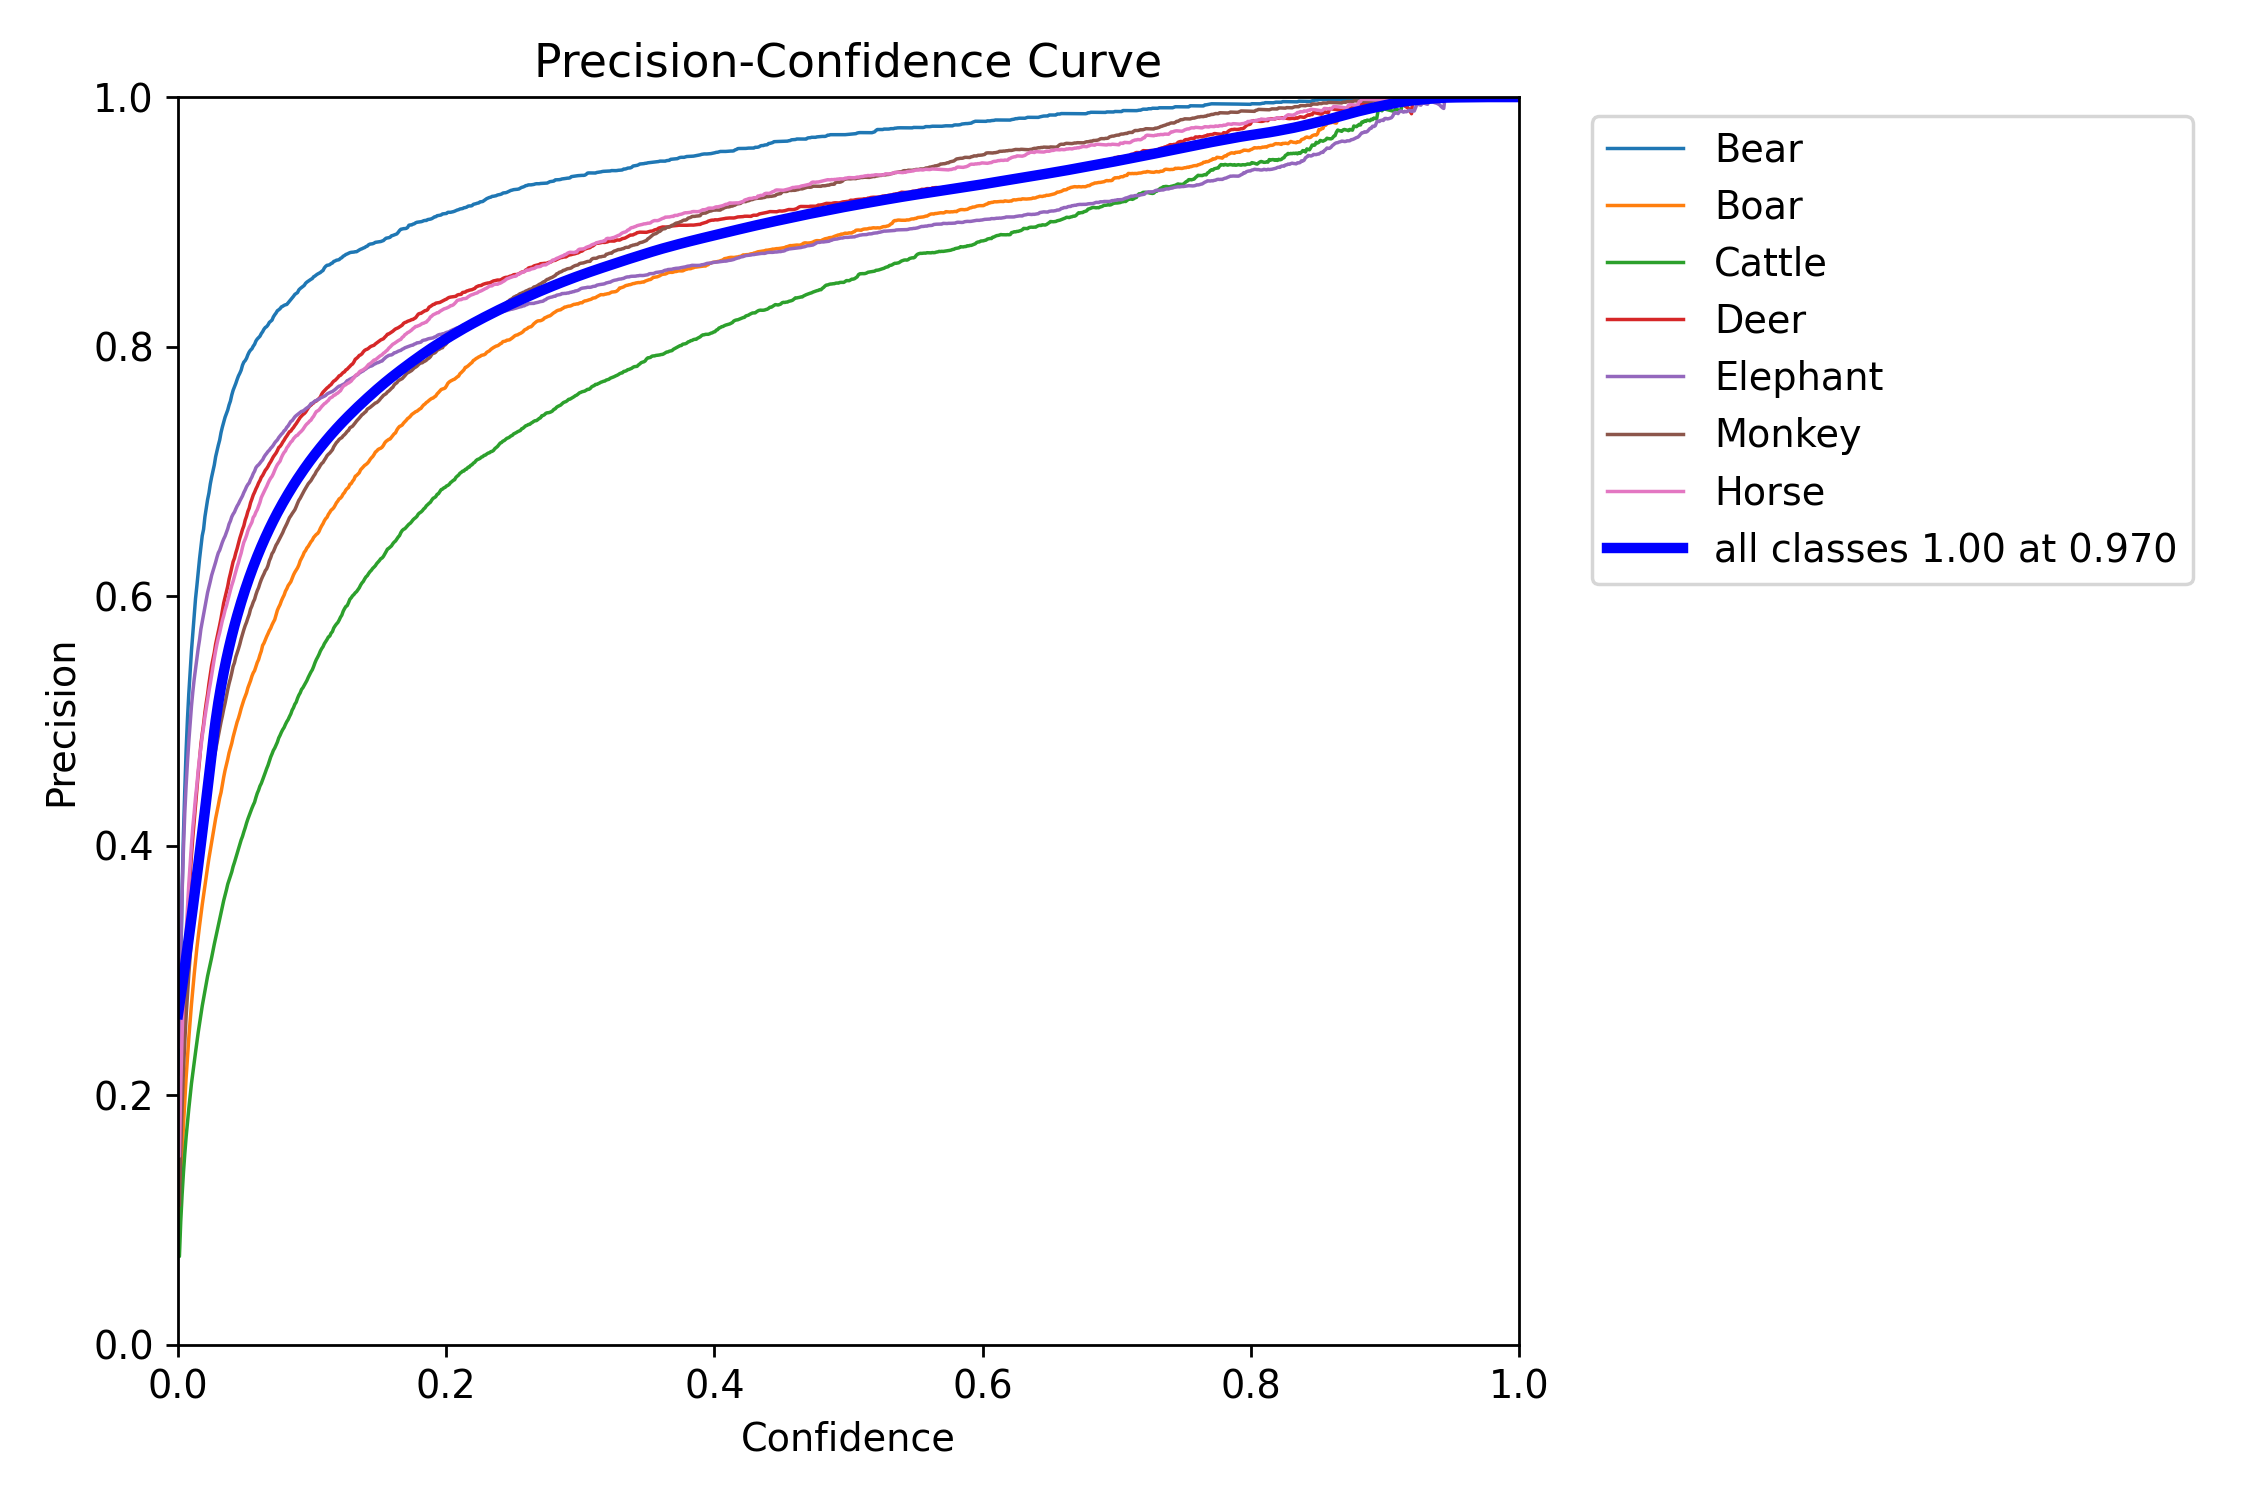 Precision-Confidence Curve
1.0
0.8
0.6
0.4
0.2
0.0
Precision
0.0 0.2 0.4 0.6 0.8 1.0
Confidence
Bear
Boar
Cattle
Deer
Elephant
Monkey
Horse
all classes 1.00 at 0.970